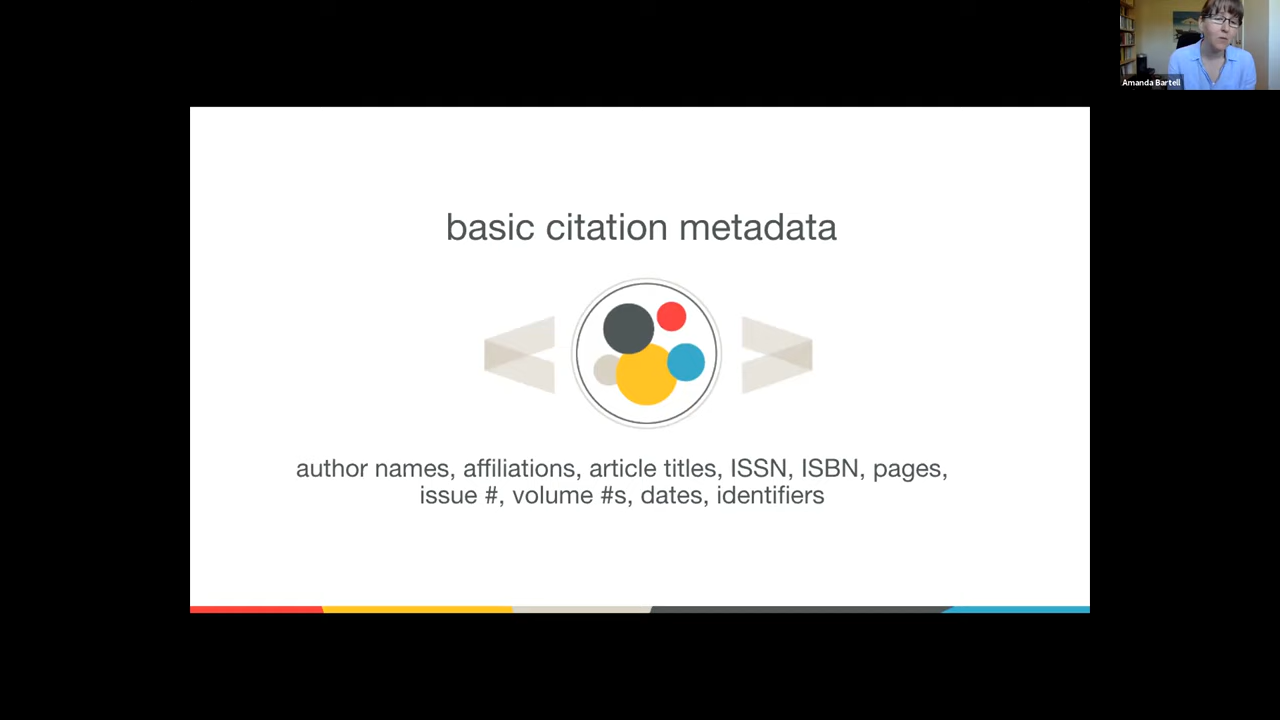 Amanda Bartell
basic citation metadata
author names, affiliations, article titles, ISSN, ISBN, pages,
issue #, volume #s, dates, identifiers